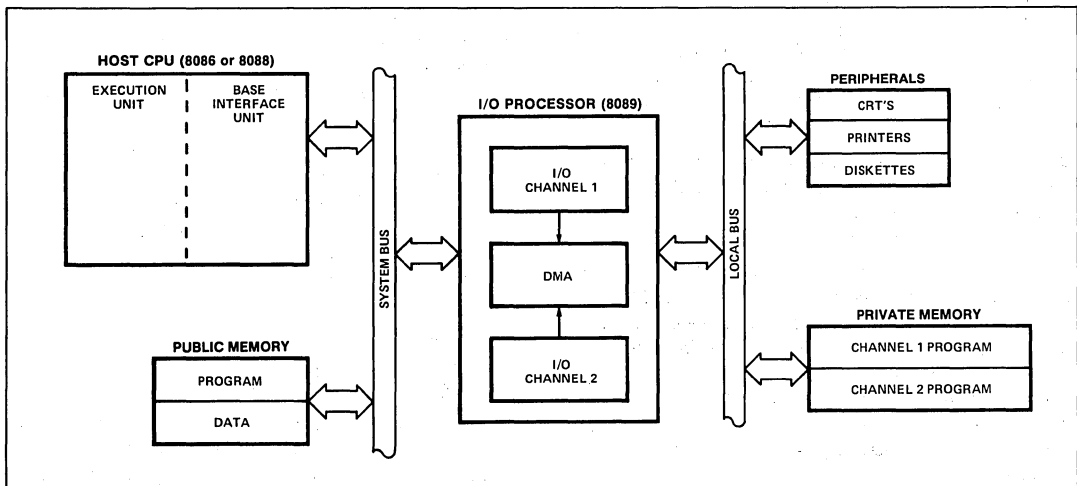 HOST CPU (8086 or 8088)
EXECUTION
UNIT
BASE
INTERFACE
UNIT
PUBLIC MEMORY
PROGRAM
DATA
SYSTEM BUS
I/O PROCESSOR (8089)
I/O
CHANNEL 1
DMA
I/O
CHANNEL 2
LOCAL BUS
PERIPHERALS
CRT'S
PRINTERS
DISKETTES
PRIVATE MEMORY
CHANNEL 1 PROGRAM
CHANNEL 2 PROGRAM